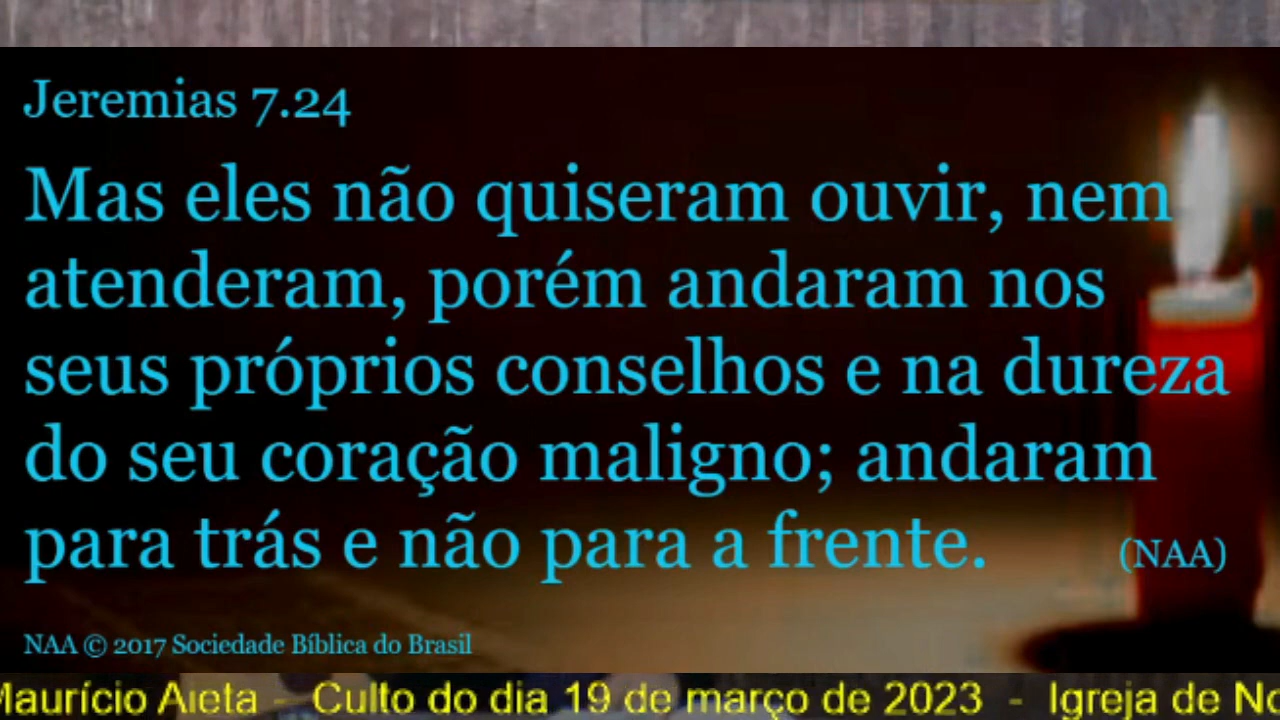 Jeremias 7.24
Mas eles não quiseram ouvir, nem
atenderam, porém andaram nos
seus próprios conselhos e na dureza
do seu coração maligno; andaram
para trás e não para a frente. (NAA)
NAA © 2017 Sociedade Bíblica do Brasil
Maurício Aieta - Culto do dia 19 de março de 2023 - Igreja de